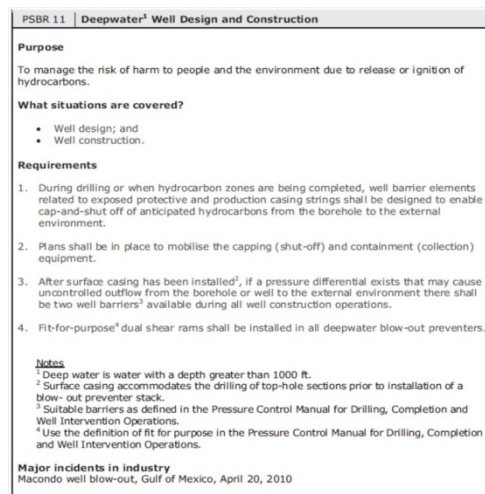 PSBR 11 Deepwater¹ Well Design and Construction
Purpose
To manage the risk of harm to people and the environment due to release or ignition of
hydrocarbons.
What situations are covered?
• Well design; and
• Well construction.
Requirements
1. During drilling or when hydrocarbon zones are being completed, well barrier elements
related to exposed protective and production casing strings shall be designed to enable
cap-and-shut off of anticipated hydrocarbons from the borehole to the external
environment.
2. Plans shall be in place to mobilise the capping (shut-off) and containment (collection)
equipment.
3. After surface casing has been installed², if a pressure differential exists that may cause
uncontrolled outflow from the borehole or well to the external environment there shall
be two well barriers³ available during all well construction operations.
4. Fit-for-purpose⁴ dual shear rams shall be installed in all deepwater blow-out preventers.
Notes
¹ Deep water is water with a depth greater than 1000 ft.
² Surface casing accommodates the drilling of top-hole sections prior to installation of a
blow- out preventer stack.
³ Suitable barriers as defined in the Pressure Control Manual for Drilling, Completion and
Well Intervention Operations.
⁴ Use the definition of fit for purpose in the Pressure Control Manual for Drilling, Completion
and Well Intervention Operations.
Major incidents in industry
Macondo well blow-out, Gulf of Mexico, April 20, 2010